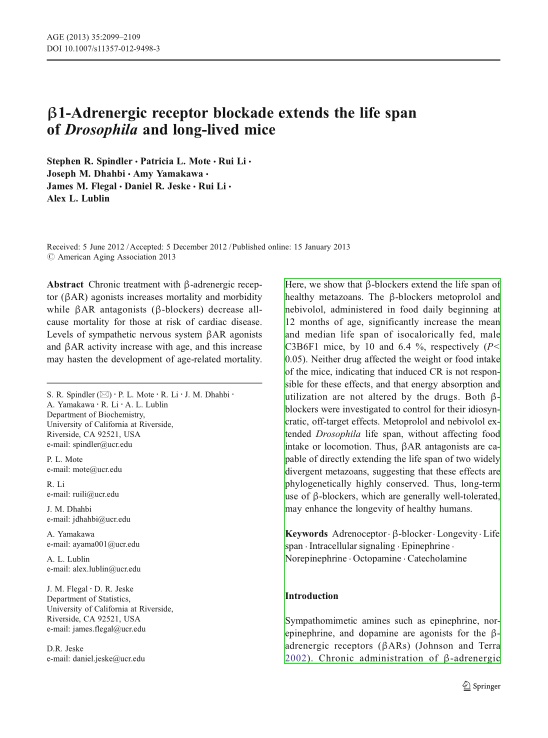 AGE (2013) 35:2099–2109
DOI 10.1007/s11357-012-9498-3
β1-Adrenergic receptor blockade extends the life span
of Drosophila and long-lived mice
Stephen R. Spindler · Patricia L. Mote · Rui Li ·
Joseph M. Dhahbi · Amy Yamakawa ·
James M. Flegal · Daniel R. Jeske · Rui Li ·
Alex L. Lublin
Received: 5 June 2012 / Accepted: 5 December 2012 / Published online: 15 January 2013
© American Aging Association 2013
Abstract Chronic treatment with β-adrenergic recep-
tor (βAR) agonists increases mortality and morbidity
while βAR antagonists (β-blockers) decrease all-
cause mortality for those at risk of cardiac disease.
Levels of sympathetic nervous system βAR agonists
and βAR activity increase with age, and this increase
may hasten the development of age-related mortality.
S. R. Spindler (✉) · P. L. Mote · R. Li · J. M. Dhahbi ·
A. Yamakawa · R. Li · A. L. Lublin
Department of Biochemistry,
University of California at Riverside,
Riverside, CA 92521, USA
e-mail: spindler@ucr.edu
P. L. Mote
e-mail: mote@ucr.edu
R. Li
e-mail: ruili@ucr.edu
J. M. Dhahbi
e-mail: jdhahbi@ucr.edu
A. Yamakawa
e-mail: ayama001@ucr.edu
A. L. Lublin
e-mail: alex.lublin@ucr.edu
J. M. Flegal · D. R. Jeske
Department of Statistics,
University of California at Riverside,
Riverside, CA 92521, USA
e-mail: james.flegal@ucr.edu
D.R. Jeske
e-mail: daniel.jeske@ucr.edu
Here, we show that β-blockers extend the life span of
healthy metazoans. The β-blockers metoprolol and
nebivolol, administered in food daily beginning at
12 months of age, significantly increase the mean
and median life span of isocalorically fed, male
C3B6F1 mice, by 10 and 6.4 %, respectively (P<
0.05). Neither drug affected the weight or food intake
of the mice, indicating that induced CR is not respon-
sible for these effects, and that energy absorption and
utilization are not altered by the drugs. Both β-
blockers were investigated to control for their idiosyn-
cratic, off-target effects. Metoprolol and nebivolol ex-
tended Drosophila life span, without affecting food
intake or locomotion. Thus, βAR antagonists are ca-
pable of directly extending the life span of two widely
divergent metazoans, suggesting that these effects are
phylogenetically highly conserved. Thus, long-term
use of β-blockers, which are generally well-tolerated,
may enhance the longevity of healthy humans.
Keywords Adrenoceptor · β-blocker · Longevity · Life
span · Intracellular signaling · Epinephrine ·
Norepinephrine · Octopamine · Catecholamine
Introduction
Sympathomimetic amines such as epinephrine, nor-
epinephrine, and dopamine are agonists for the β-
adrenergic receptors (βARs) (Johnson and Terra
2002). Chronic administration of β-adrenergic
Springer